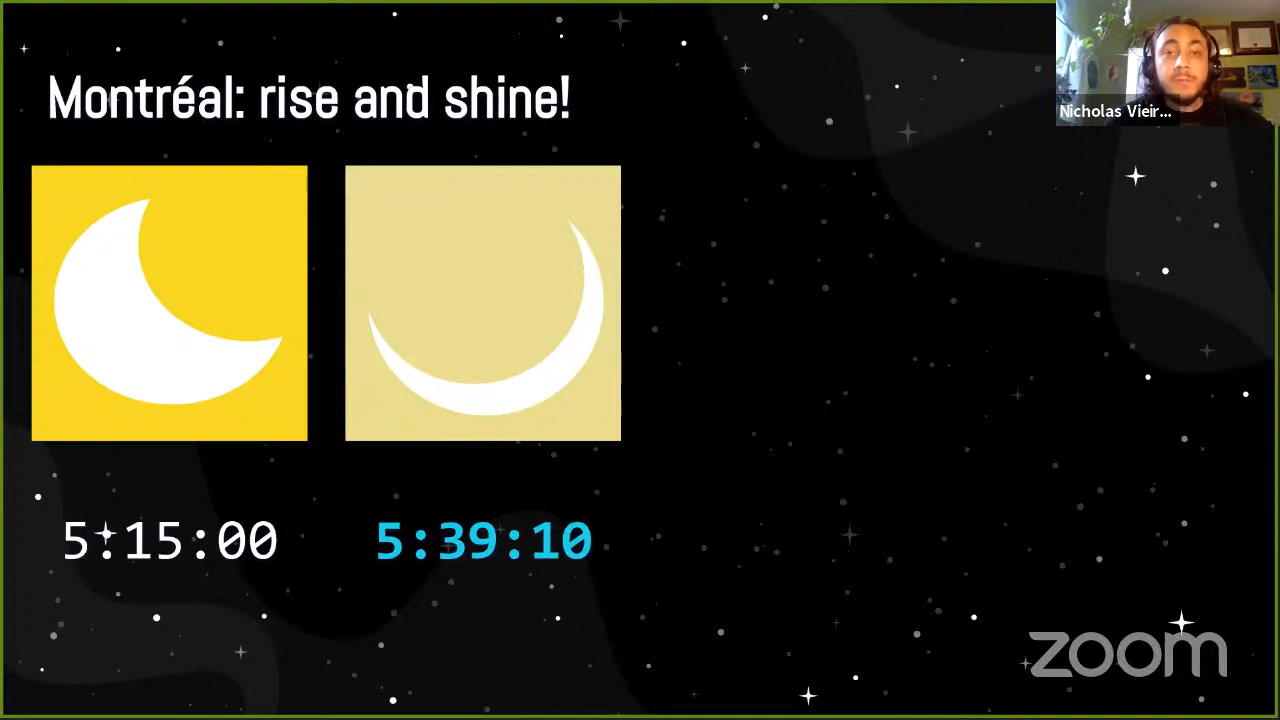 Montréal: rise and shine!
Nicholas Vieir...
5:15:00
5:39:10
zoom